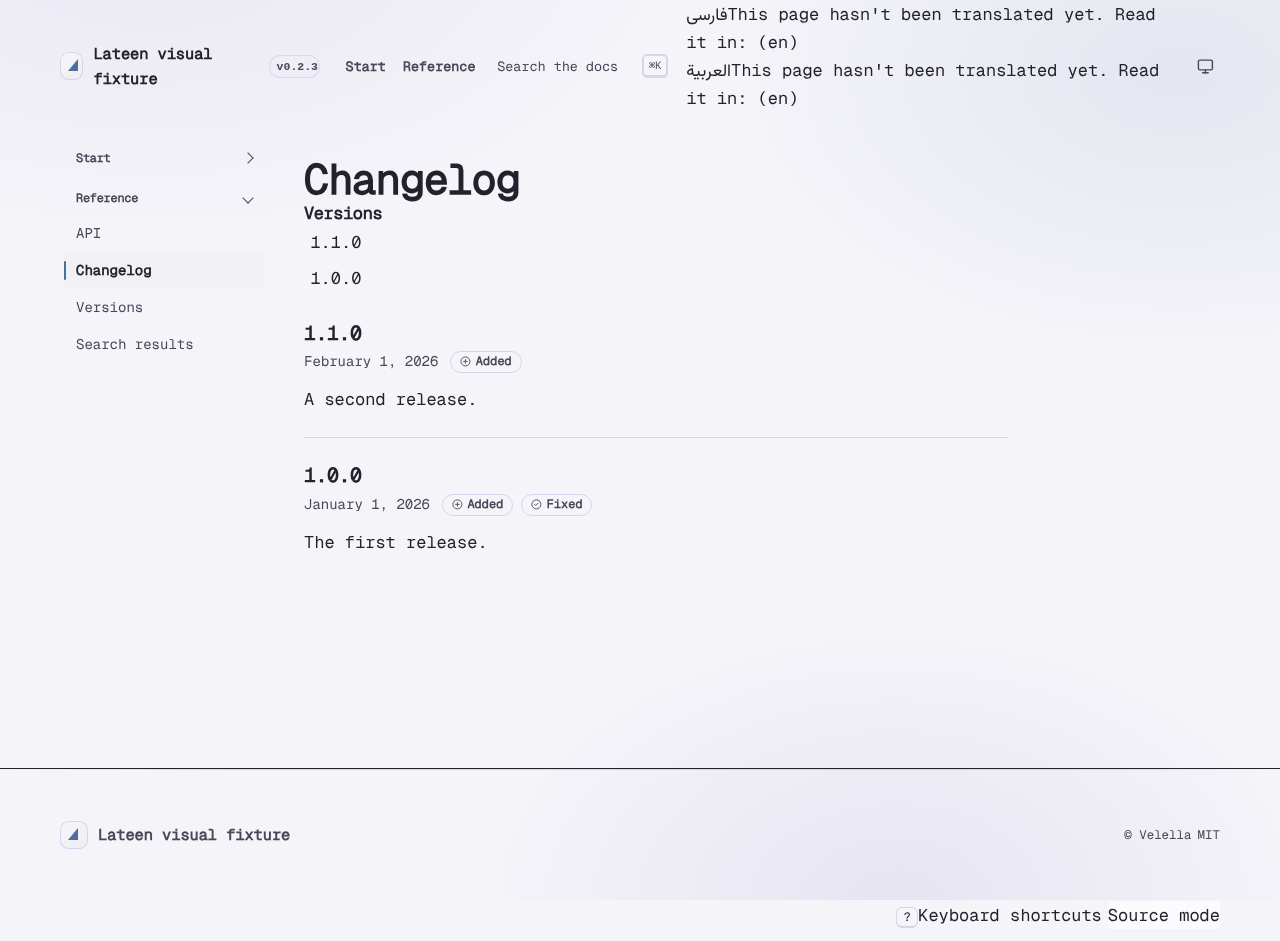 Lateen visual
fixture
v0.2.3
Start
Reference
Search the docs
⌘K
فارسیThis page hasn't been translated yet. Read
it in: (en)
العربيةThis page hasn't been translated yet. Read
it in: (en)
Start
Reference
API
Changelog
Versions
Search results
Changelog
Versions
1.1.0
1.0.0
1.1.0
February 1, 2026 Added
A second release.
1.0.0
January 1, 2026 Added Fixed
The first release.
Lateen visual fixture
© Velella MIT
? Keyboard shortcuts Source mode